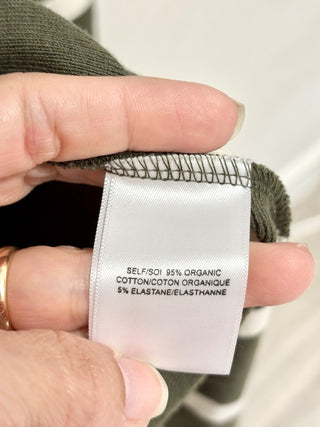 SELF/SOI 95% ORGANIC
COTTON/COTON ORGANIQUE
5% ELASTANE/ELASTHANNE